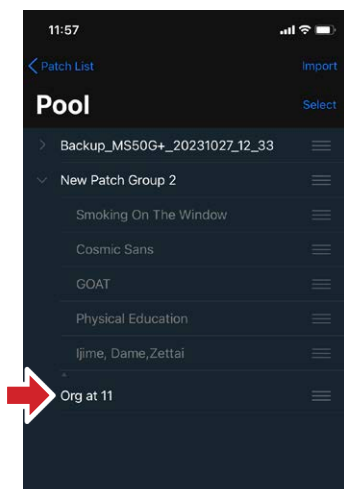 11:57
Patch List Import
Pool Select
Backup_MS50G+_20231027_12_33
New Patch Group 2
Smoking On The Window
Cosmic Sans
GOAT
Physical Education
Ijime, Dame,Zettai
Org at 11